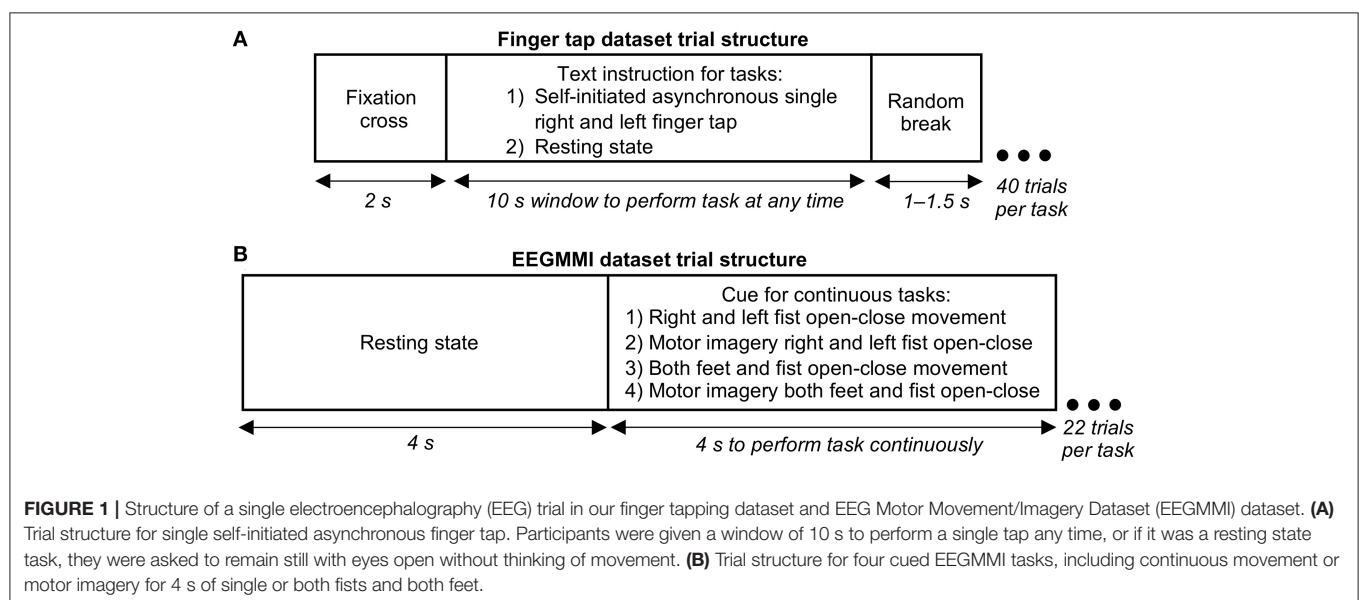 A
Finger tap dataset trial structure
Fixation
cross
Text instruction for tasks:
1) Self-initiated asynchronous single
right and left finger tap
2) Resting state
Random
break
2 s
10 s window to perform task at any time
1–1.5 s
40 trials
per task
B
EEGMMI dataset trial structure
Resting state
Cue for continuous tasks:
1) Right and left fist open-close movement
2) Motor imagery right and left fist open-close
3) Both feet and fist open-close movement
4) Motor imagery both feet and fist open-close
4 s
4 s to perform task continuously
22 trials
per task
FIGURE 1 | Structure of a single electroencephalography (EEG) trial in our finger tapping dataset and EEG Motor Movement/Imagery Dataset (EEGMMI) dataset. (A)
Trial structure for single self-initiated asynchronous finger tap. Participants were given a window of 10 s to perform a single tap any time, or if it was a resting state
task, they were asked to remain still with eyes open without thinking of movement. (B) Trial structure for four cued EEGMMI tasks, including continuous movement or
motor imagery for 4 s of single or both fists and both feet.